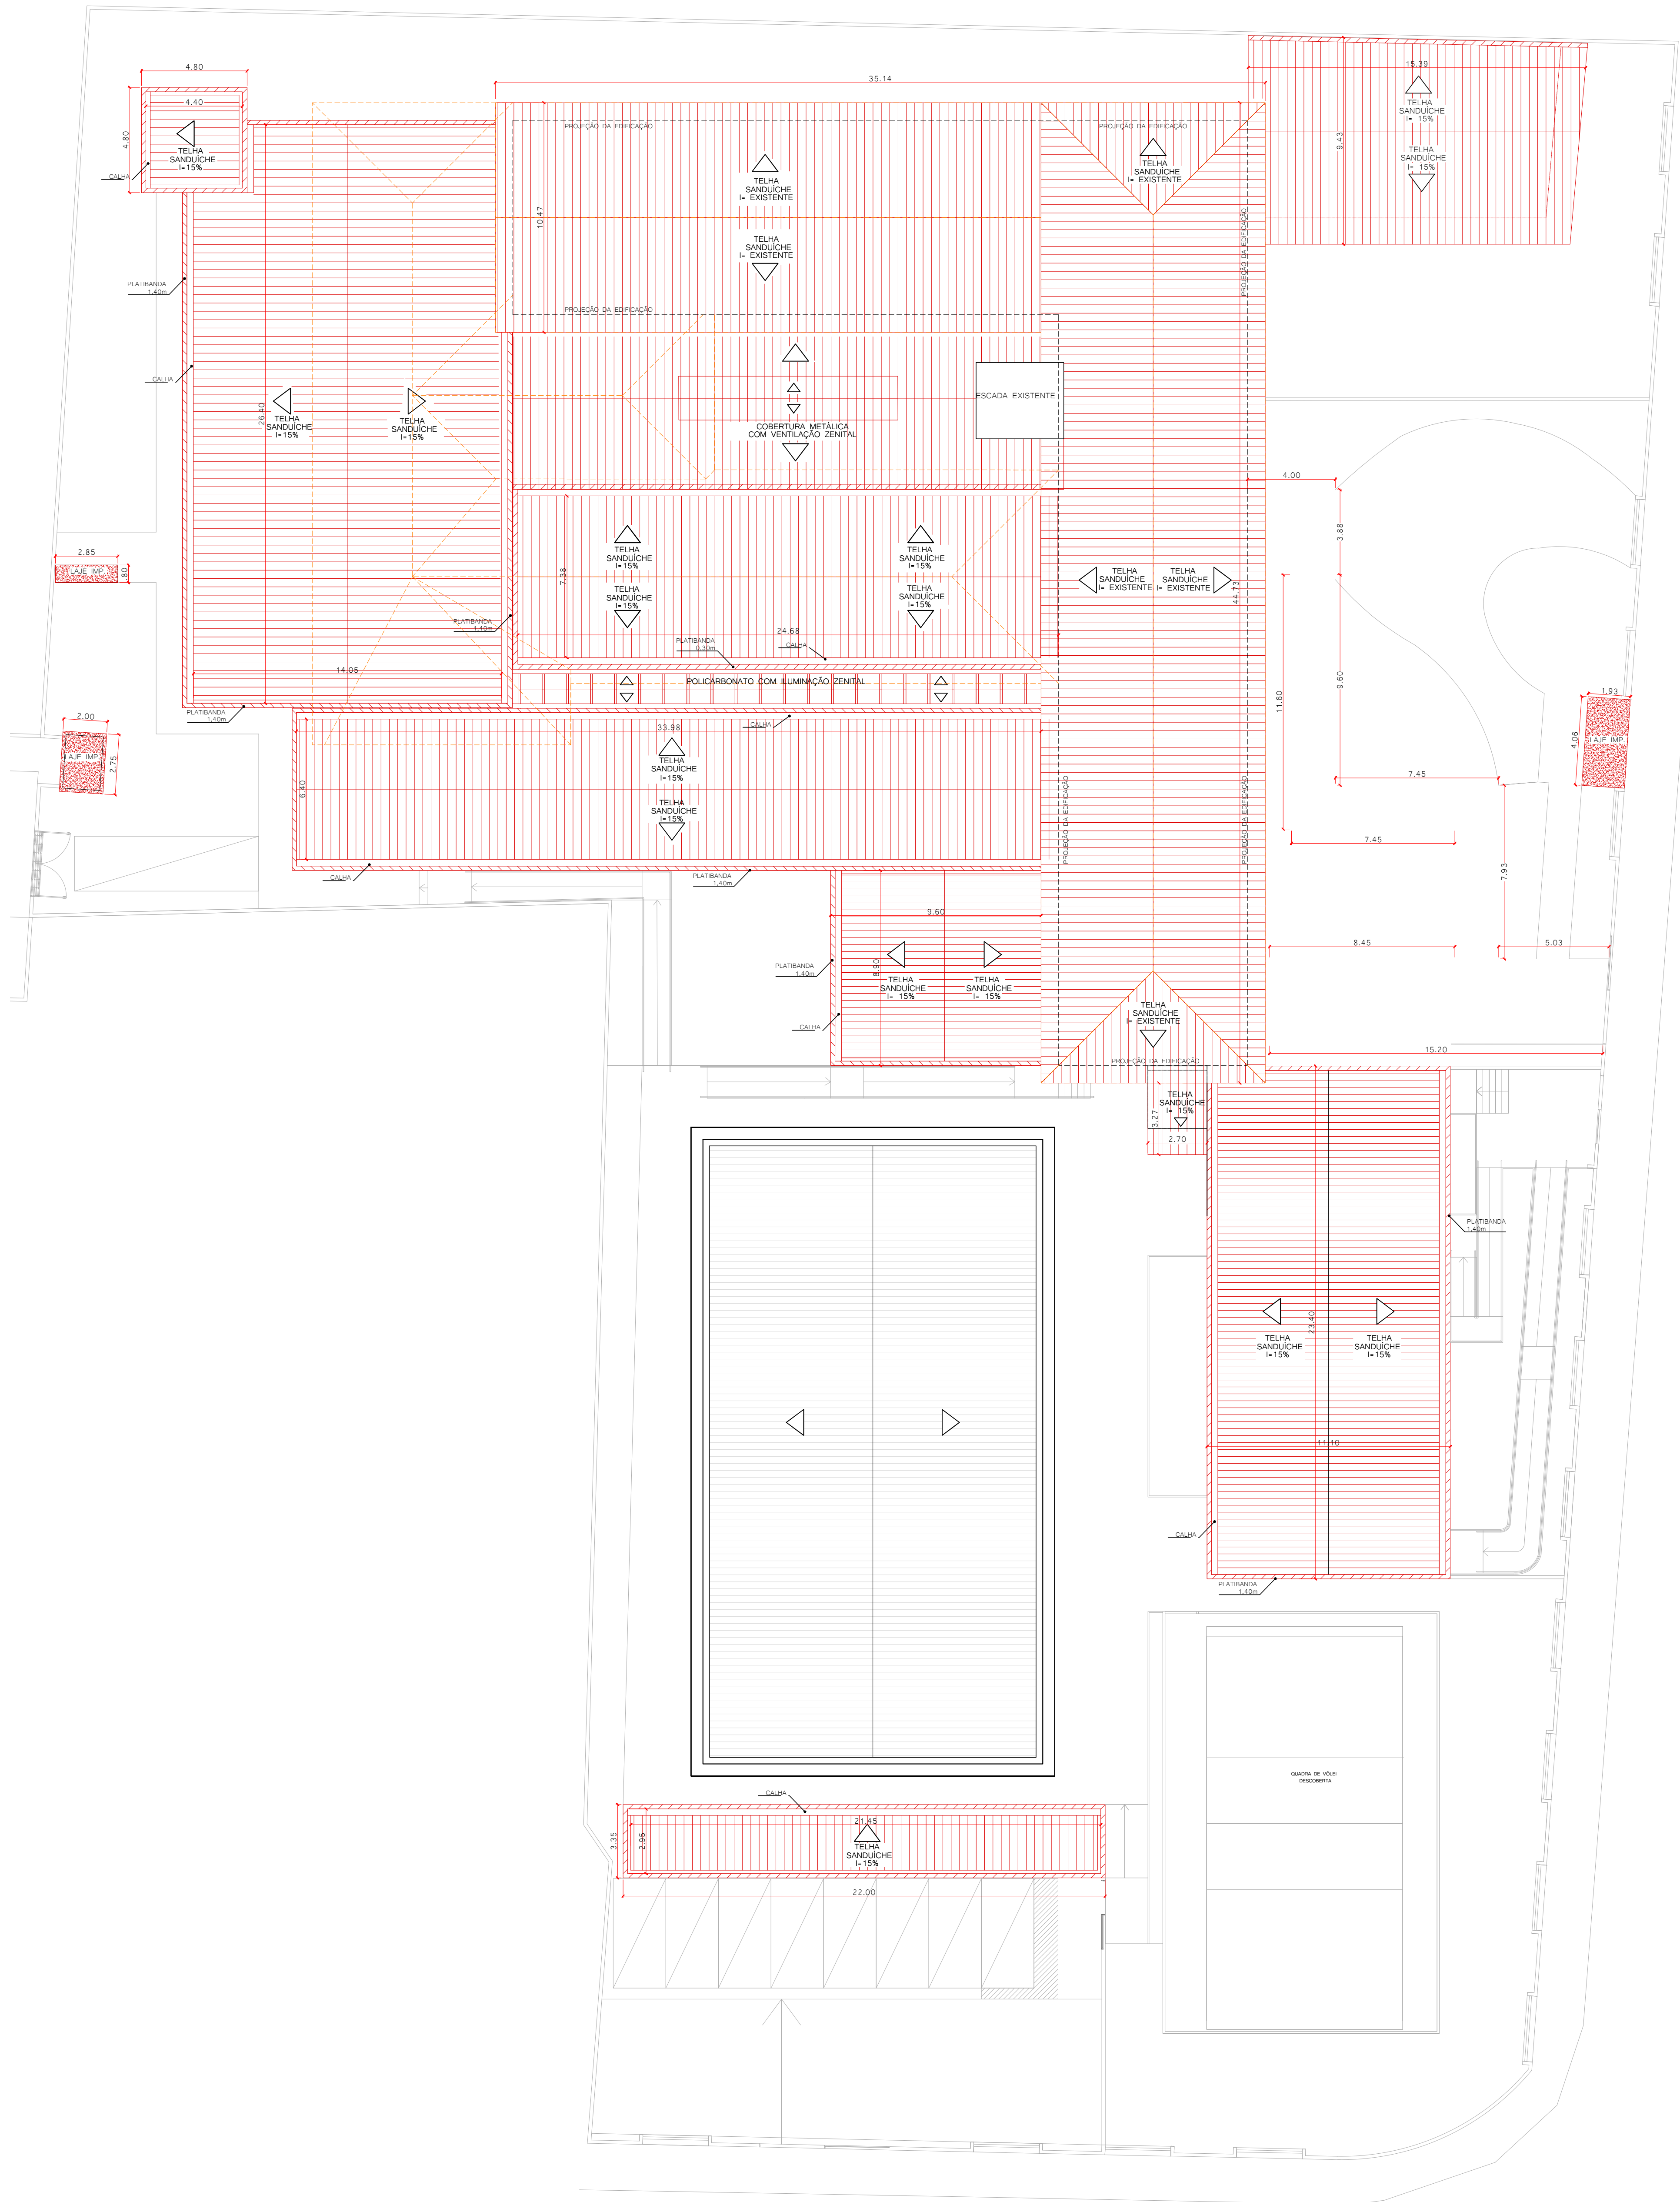 4.80
35.14
15.39
4.40
4.80
TELHA
SANDUÍCHE
I=15%
CALHA
PROJEÇÃO DA EDIFICAÇÃO
PROJEÇÃO DA EDIFICAÇÃO
TELHA
SANDUÍCHE
I= 15%
9.43
TELHA
SANDUÍCHE
I= 15%
TELHA
SANDUÍCHE
I= EXISTENTE
TELHA
SANDUÍCHE
I= EXISTENTE
10.47
TELHA
SANDUÍCHE
I= EXISTENTE
PROJEÇÃO DA EDIFICAÇÃO
PLATIBANDA
1,40m
PROJEÇÃO DA EDIFICAÇÃO
CALHA
26.40
TELHA
SANDUÍCHE
I=15%
TELHA
SANDUÍCHE
I=15%
ESCADA EXISTENTE
COBERTURA METÁLICA
COM VENTILAÇÃO ZENITAL
4.00
3.88
2.85
LAJE IMP.
.80
7.38
TELHA
SANDUÍCHE
I=15%
TELHA
SANDUÍCHE
I=15%
TELHA
SANDUÍCHE
I=15%
TELHA
SANDUÍCHE
I=15%
TELHA
SANDUÍCHE
I= EXISTENTE
TELHA
SANDUÍCHE
I= EXISTENTE
44.73
PLATIBANDA
1,40m
24.68
PLATIBANDA
0,30m
CALHA
14.05
POLICARBONATO COM ILUMINAÇÃO ZENITAL
9.60
11.60
1.93
4.06
LAJE IMP.
PLATIBANDA
1,40m
2.00
LAJE IMP.
2.75
33.98
CALHA
6.40
TELHA
SANDUÍCHE
I=15%
TELHA
SANDUÍCHE
I=15%
7.45
7.45
PROJEÇÃO DA EDIFICAÇÃO
PROJEÇÃO DA EDIFICAÇÃO
CALHA
PLATIBANDA
1,40m
7.93
9.60
8.90
8.45
5.03
PLATIBANDA
1,40m
TELHA
SANDUÍCHE
I= 15%
TELHA
SANDUÍCHE
I= 15%
CALHA
TELHA
SANDUÍCHE
I= EXISTENTE
PROJEÇÃO DA EDIFICAÇÃO
15.20
TELHA
SANDUÍCHE
I= 15%
3.27
2.70
PLATIBANDA
1,40m
23.40
TELHA
SANDUÍCHE
I=15%
TELHA
SANDUÍCHE
I=15%
11.10
CALHA
PLATIBANDA
1,40m
QUADRA DE VÔLEI
DESCOBERTA
CALHA
21.45
3.35
2.95
TELHA
SANDUÍCHE
I=15%
22.00